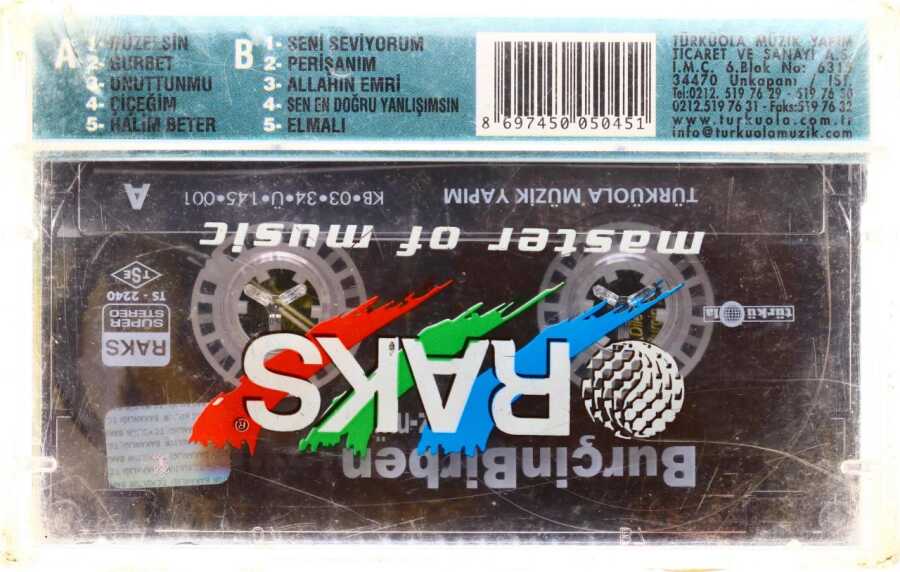 A
1- GÜZELSİN
2- GURBET
3- UNUTTUNMU
4- ÇİÇEĞİM
5- HALİM BETER
B
1- SENİ SEVİYORUM
2- PERİŞANIM
3- ALLAHIN EMRİ
4- SEN EN DOĞRU YANLIŞIMSIN
5- ELMALI
8 697450 050451
TÜRKÜOLA MÜZİK YAPIM
TİCARET VE SANAYİ A.Ş.
İ.M.C. 6.Blok No: 6319
34470 Unkapanı / İST.
Tel:0212. 519 76 29 - 519 76 30
0212.519 76 31 - Faks:519 76 32
www.turkuola.com.tr
info@turkuolamuzik.com
A
KB•03•34•Ü•145•001
TÜRKÜOLA MÜZİK YAPIM
master of music
TSE
TS - 2240
SUPER
STEREO
RAKS
türküola
RAKS
®
BurçinBirben